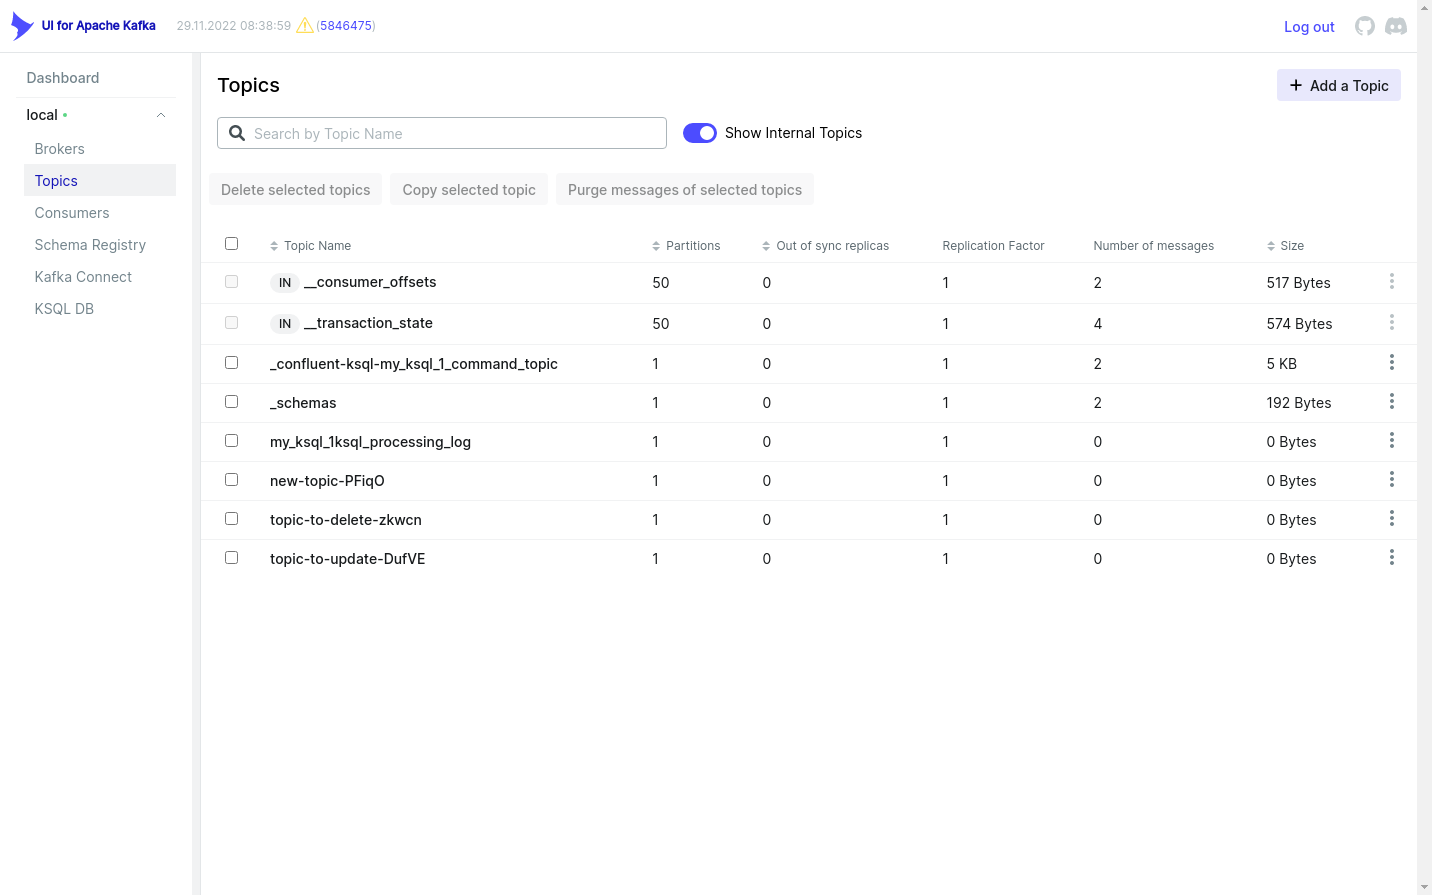 UI for Apache Kafka 29.11.2022 08:38:59 (5846475) Log out
Dashboard
local
Brokers
Topics
Consumers
Schema Registry
Kafka Connect
KSQL DB
Topics
Add a Topic
Search by Topic Name
Show Internal Topics
Delete selected topics Copy selected topic Purge messages of selected topics
Topic Name Partitions Out of sync replicas Replication Factor Number of messages Size
IN __consumer_offsets 50 0 1 2 517 Bytes
IN __transaction_state 50 0 1 4 574 Bytes
_confluent-ksql-my_ksql_1_command_topic 1 0 1 2 5 KB
_schemas 1 0 1 2 192 Bytes
my_ksql_1ksql_processing_log 1 0 1 0 0 Bytes
new-topic-PFiqO 1 0 1 0 0 Bytes
topic-to-delete-zkwcn 1 0 1 0 0 Bytes
topic-to-update-DufVE 1 0 1 0 0 Bytes